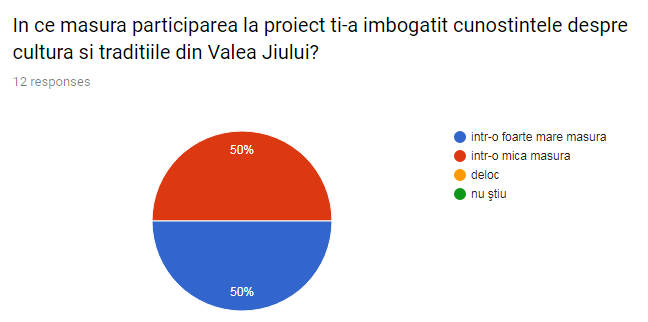 In ce masura participarea la proiect ti-a imbogatit cunostintele despre
cultura si traditiile din Valea Jiului?
12 responses
50%
50%
intr-o foarte mare masura
intr-o mica masura
deloc
nu ştiu